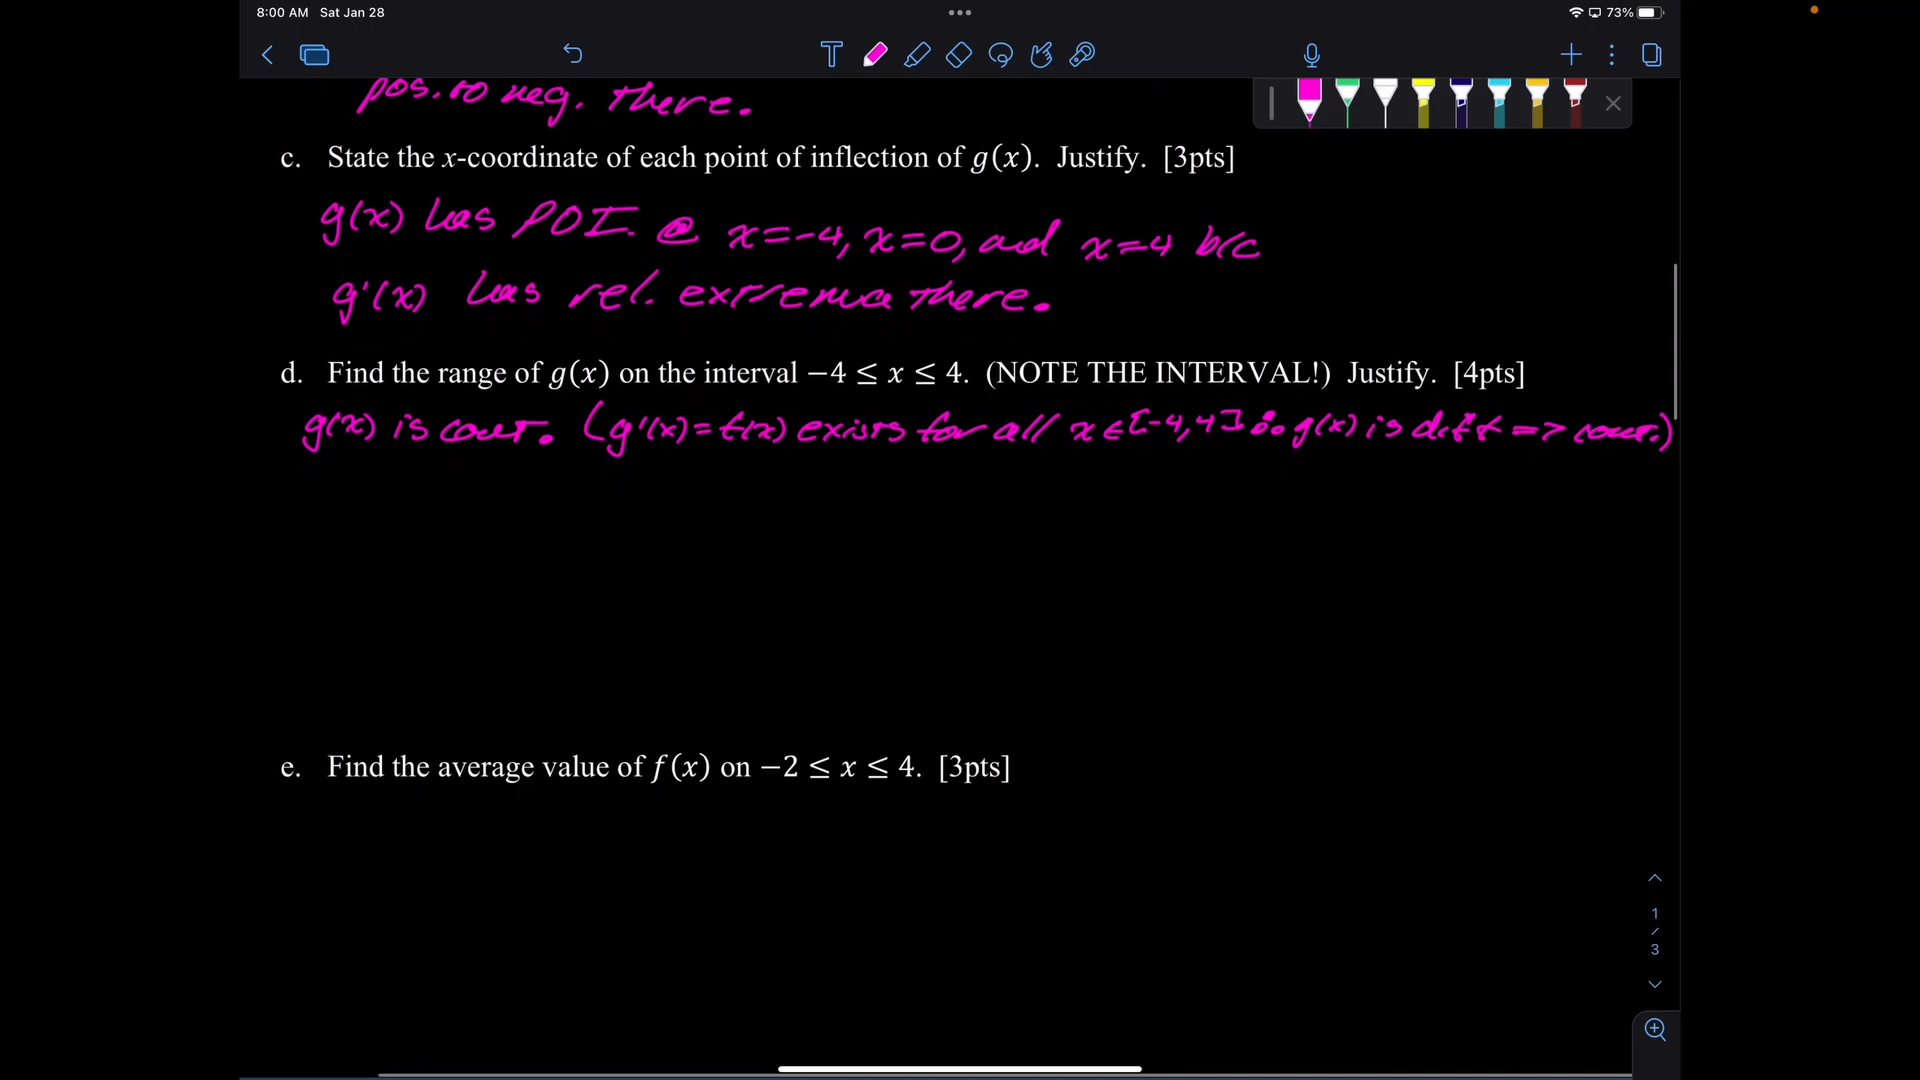 8:00 AM Sat Jan 28
73%
pos. to neg. there.
c. State the x-coordinate of each point of inflection of g(x). Justify. [3pts]
g(x) has POI. @ x=-4, x=0, and x=4 b/c
g'(x) has rel. extrema there.
d. Find the range of g(x) on the interval −4 ≤ x ≤ 4. (NOTE THE INTERVAL!) Justify. [4pts]
g(x) is cont. (g'(x)=f(x) exists for all x∈[-4,4] ∴ g(x) is diff => cont.)
e. Find the average value of f(x) on −2 ≤ x ≤ 4. [3pts]
1
/
3